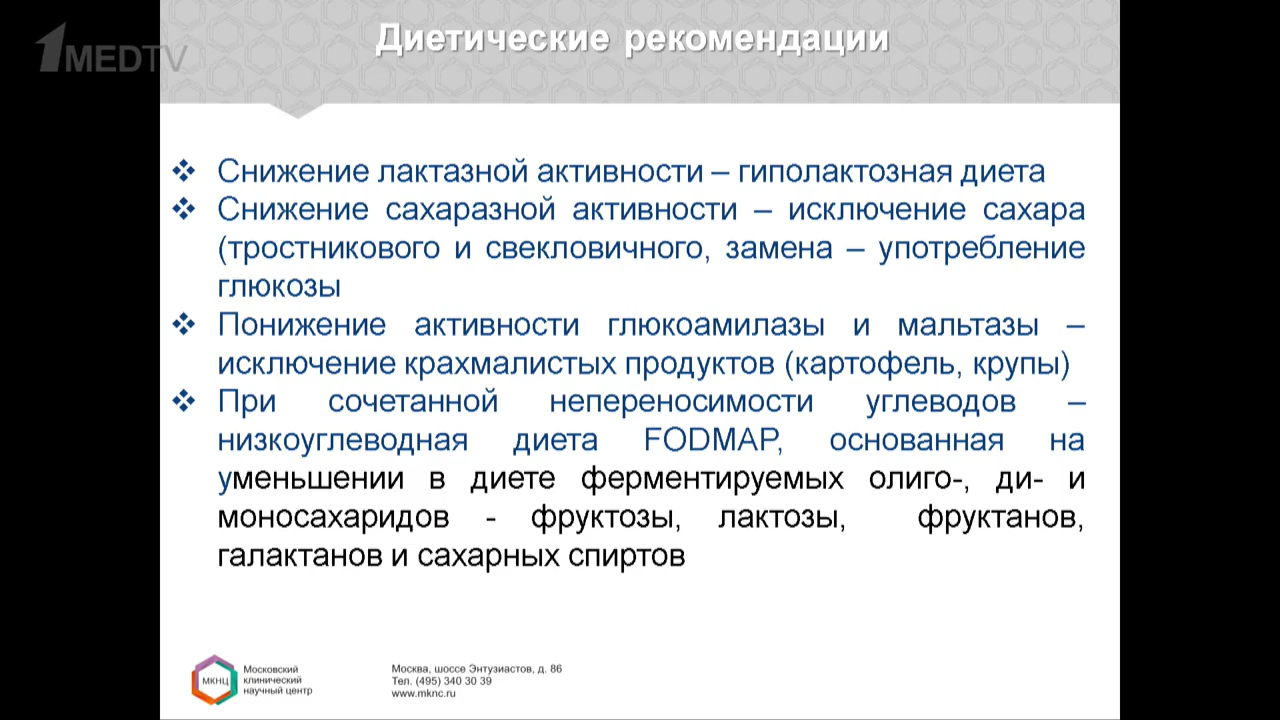 1MEDTV
Диетические рекомендации
Снижение лактазной активности – гиполактозная диета
Снижение сахаразной активности – исключение сахара
(тростникового и свекловичного, замена – употребление
глюкозы
Понижение активности глюкоамилазы и мальтазы –
исключение крахмалистых продуктов (картофель, крупы)
При сочетанной непереносимости углеводов –
низкоуглеводная диета FODMAP, основанная на
уменьшении в диете ферментируемых олиго-, ди- и
моносахаридов - фруктозы, лактозы, фруктанов,
галактанов и сахарных спиртов
МКНЦ
Московский
клинический
научный центр
Москва, шоссе Энтузиастов, д. 86
Тел. (495) 340 30 39
www.mknc.ru